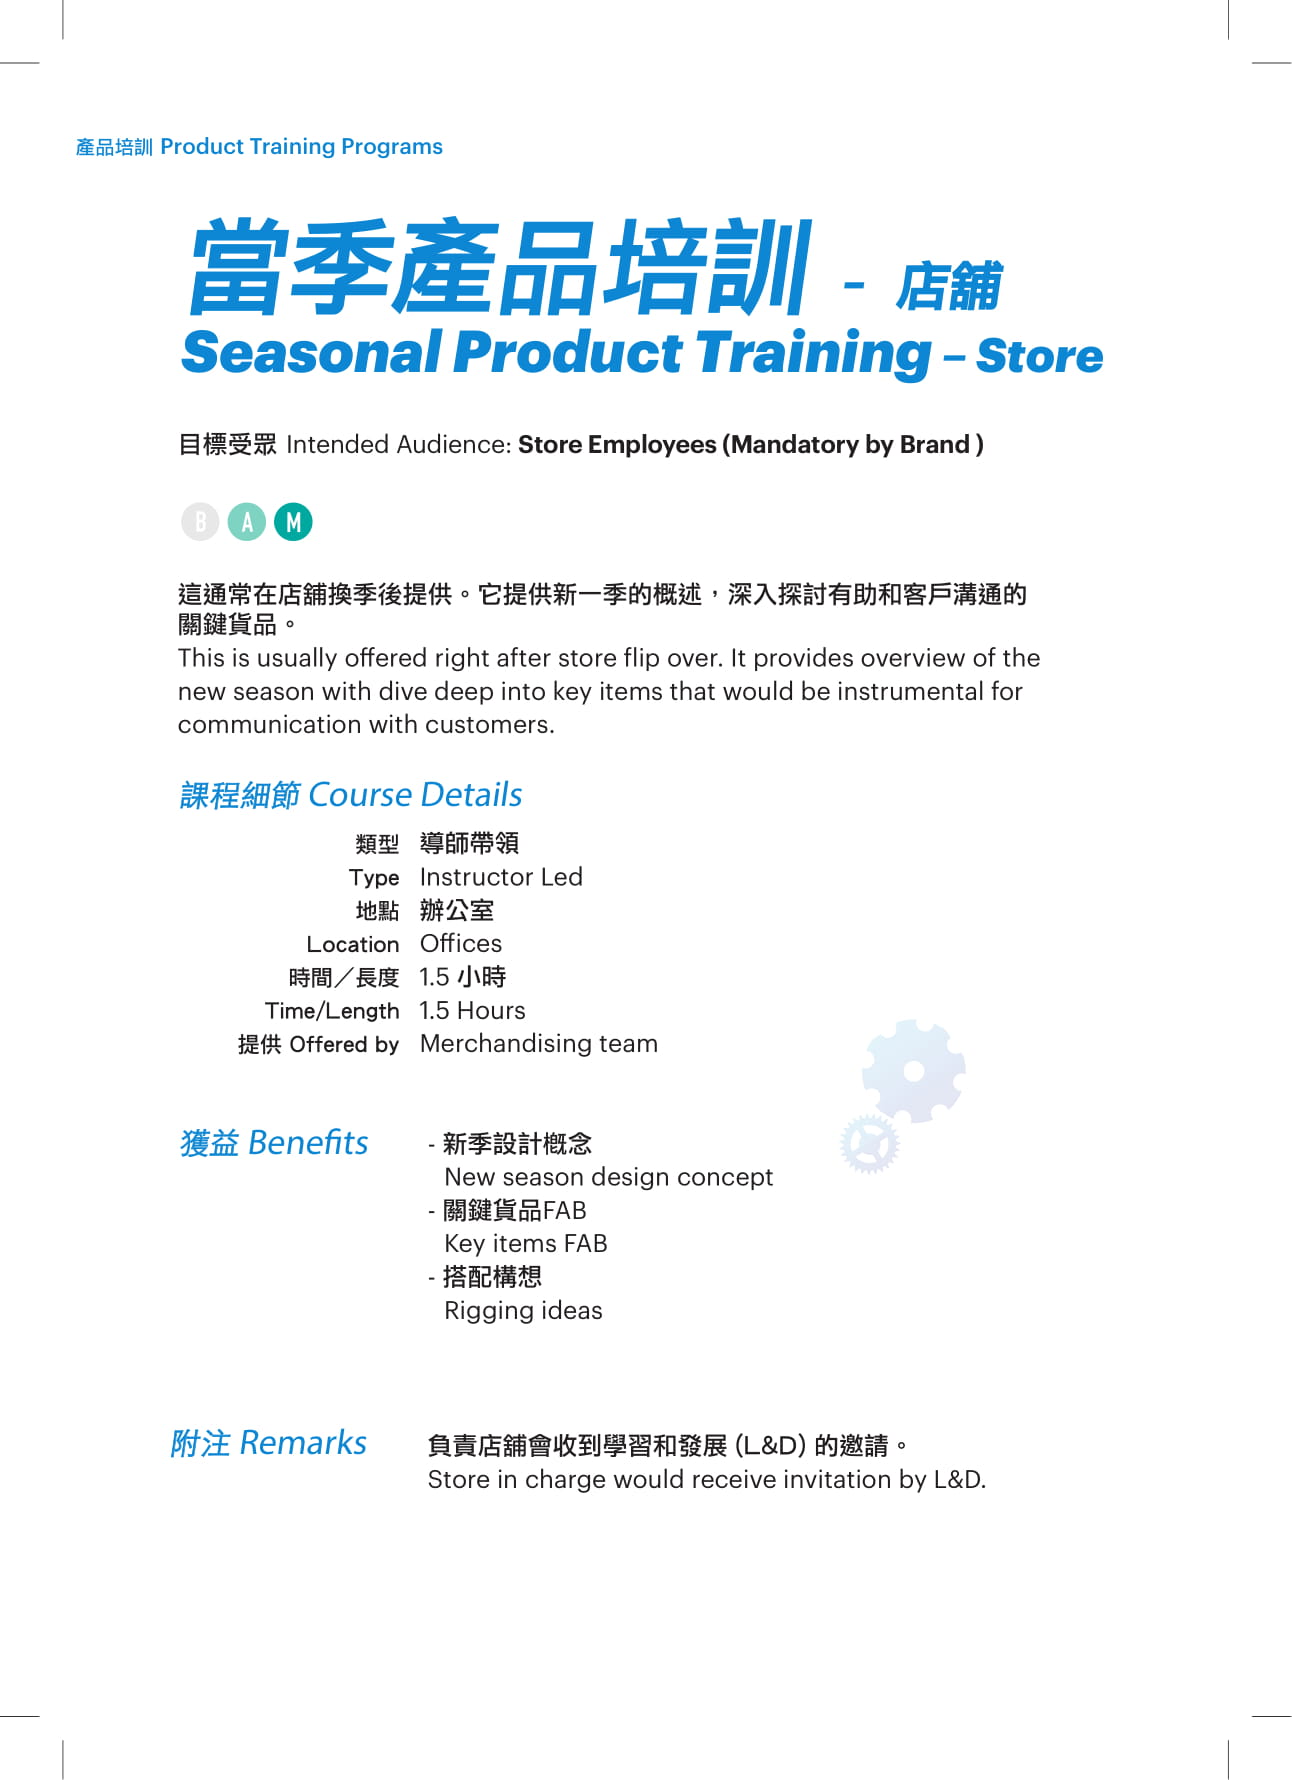 產品培訓 Product Training Programs
當季產品培訓 - 店舖
Seasonal Product Training – Store
目標受眾 Intended Audience: Store Employees (Mandatory by Brand )
B A M
這通常在店舖換季後提供。它提供新一季的概述，深入探討有助和客戶溝通的
關鍵貨品。
This is usually offered right after store flip over. It provides overview of the
new season with dive deep into key items that would be instrumental for
communication with customers.
課程細節 Course Details
類型 導師帶領
Type Instructor Led
地點 辦公室
Location Offices
時間／長度 1.5 小時
Time/Length 1.5 Hours
提供 Offered by Merchandising team
獲益 Benefits - 新季設計概念
New season design concept
- 關鍵貨品FAB
Key items FAB
- 搭配構想
Rigging ideas
附注 Remarks 負責店舖會收到學習和發展 (L&D) 的邀請。
Store in charge would receive invitation by L&D.